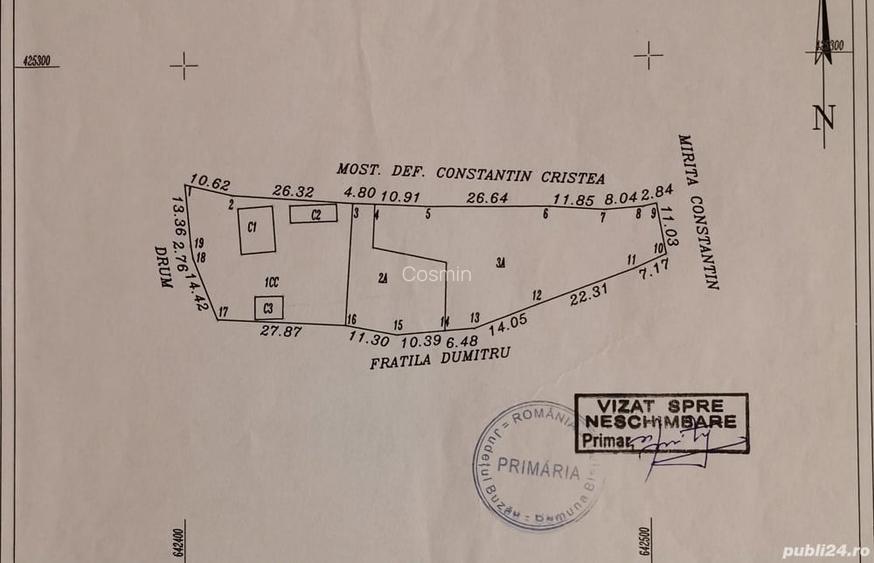 425300
N
MOST. DEF. CONSTANTIN CRISTEA
MIRITA CONSTANTIN
10.62
26.32
4.80
10.91
26.64
11.85
8.04
2.84
1
2
3
4
5
6
7
8
9
11.03
10
7.17
11
22.31
12
14.05
13
6.48
14
10.39
15
11.30
16
27.87
17
14.42
18
2.76
19
13.36
DRUM
C1
C2
1CC
C3
2A
3A
Cosmin
FRATILA DUMITRU
VIZAT SPRE
NESCHIMBARE
Primar,
ROMÂNIA
Județul Buzău
PRIMĂRIA
642400
642500
publi24.ro